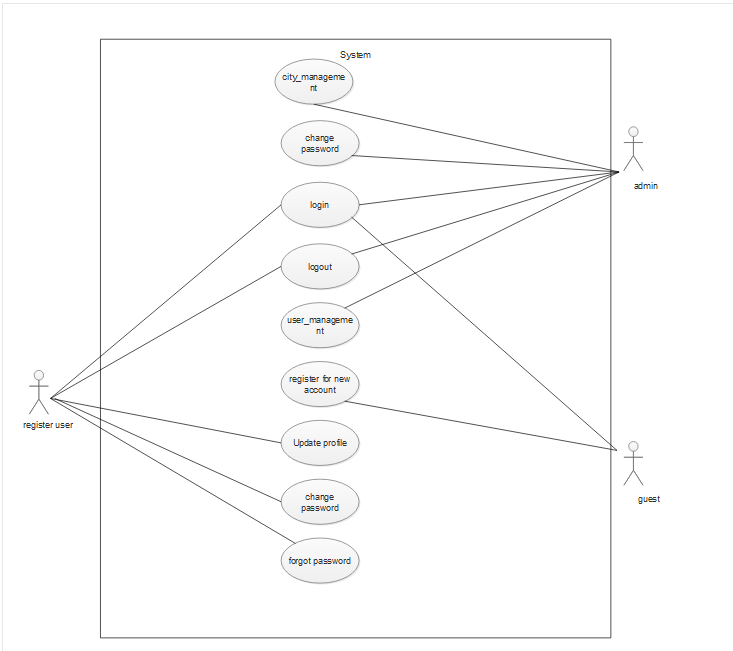 System
city_manageme
nt
change
password
admin
login
logout
user_manageme
nt
register for new
account
register user
Update profile
change
password
guest
forgot password